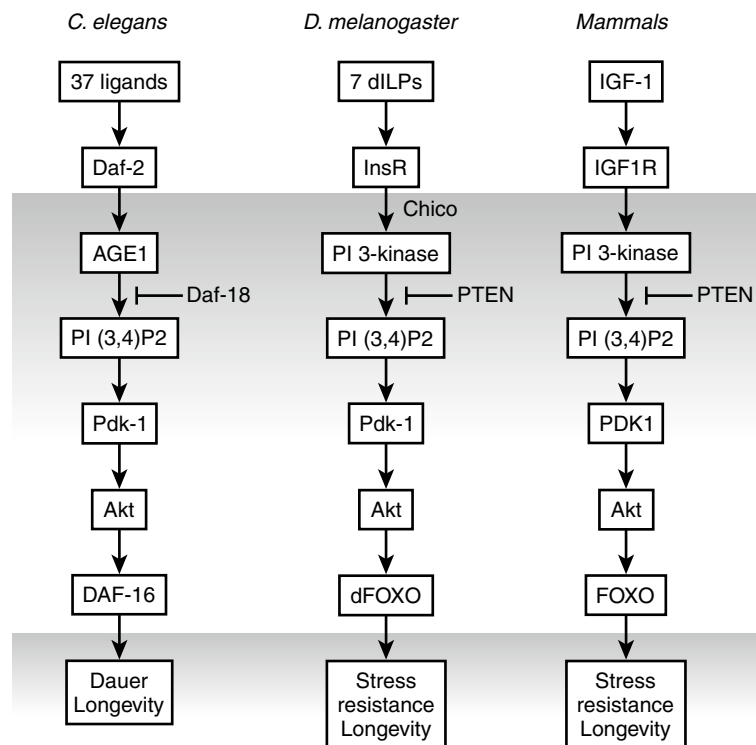 C. elegans
D. melanogaster
Mammals
37 ligands
7 dILPs
IGF-1
Daf-2
InsR
IGF1R
Chico
AGE1
PI 3-kinase
PI 3-kinase
Daf-18
PTEN
PTEN
PI (3,4)P2
PI (3,4)P2
PI (3,4)P2
Pdk-1
Pdk-1
PDK1
Akt
Akt
Akt
DAF-16
dFOXO
FOXO
Dauer
Longevity
Stress
resistance
Longevity
Stress
resistance
Longevity